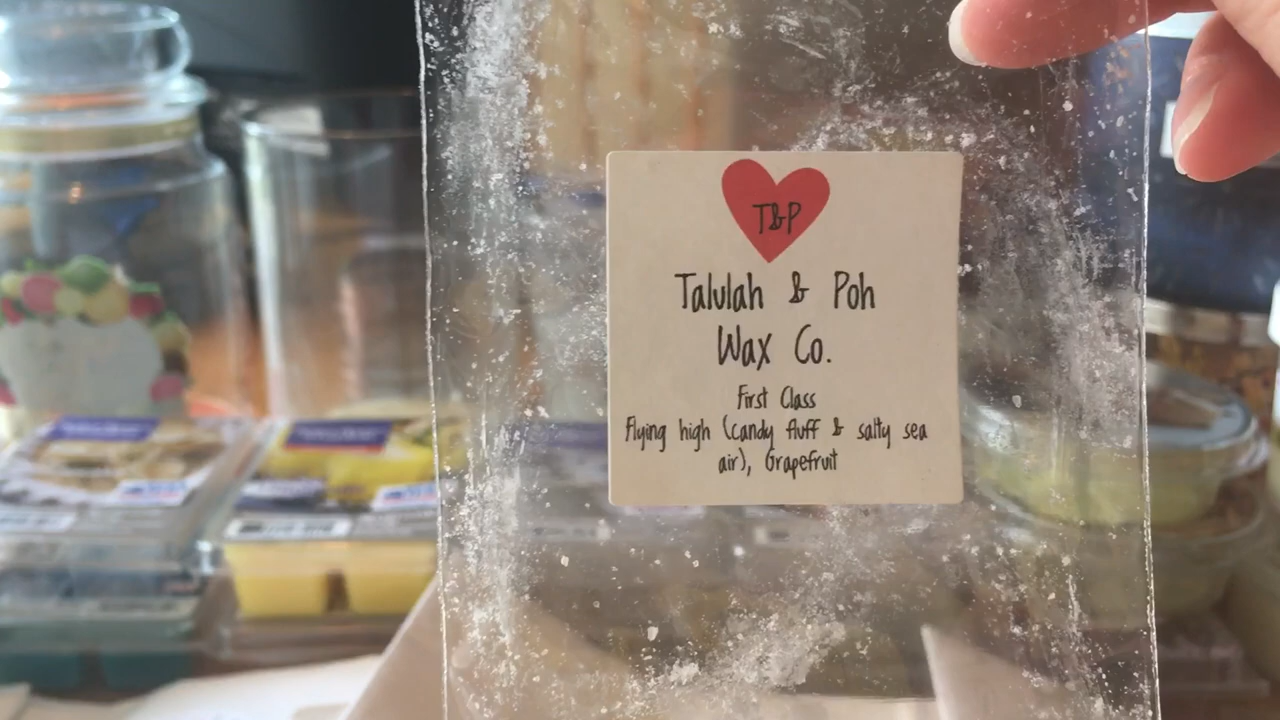 T&P
Talulah & Poh
Wax Co.
First Class
Flying high (candy fluff & salty sea
air), Grapefruit